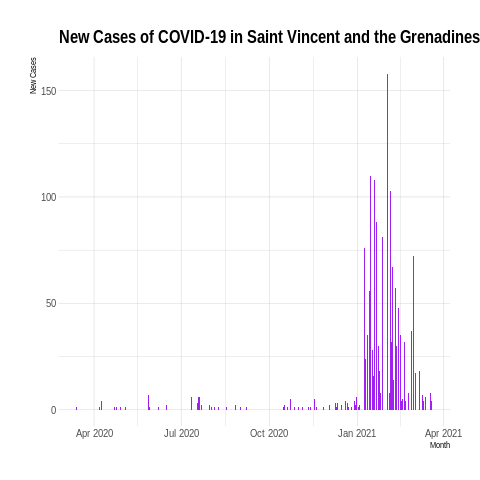 New Cases of COVID-19 in Saint Vincent and the Grenadines
New Cases
150
100
50
0
Apr 2020 Jul 2020 Oct 2020 Jan 2021 Apr 2021
Month